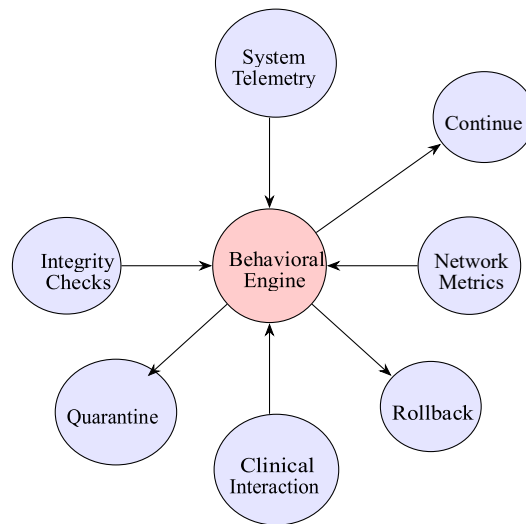 System
Telemetry
Continue
Integrity
Checks
Behavioral
Engine
Network
Metrics
Quarantine
Rollback
Clinical
Interaction